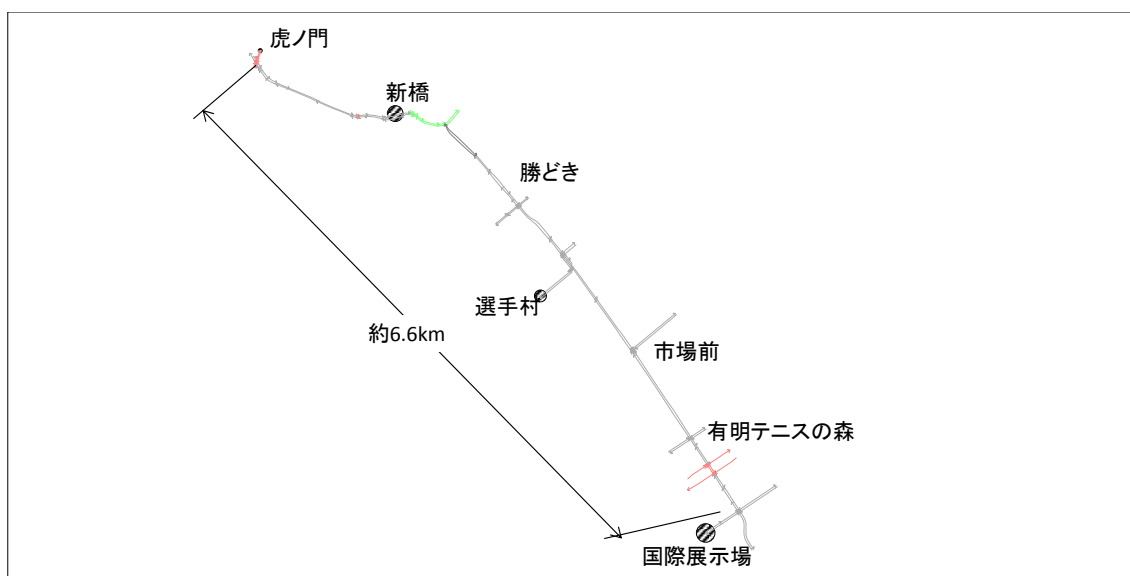 虎ノ門
新橋
勝どき
選手村
約6.6km
市場前
有明テニスの森
国際展示場